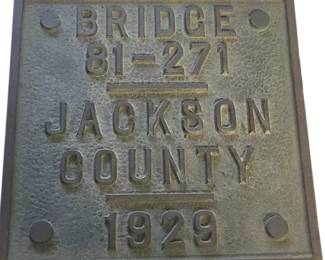 BRIDGE
81-271
JACKSON
COUNTY
1929